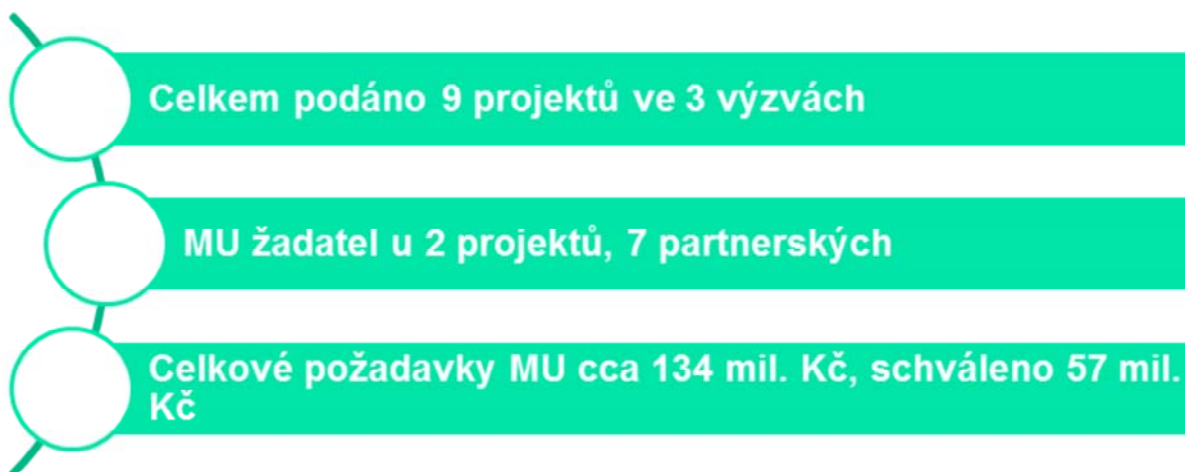 Celkem podáno 9 projektů ve 3 výzvách
MU žadatel u 2 projektů, 7 partnerských
Celkové požadavky MU cca 134 mil. Kč, schváleno 57 mil.
Kč